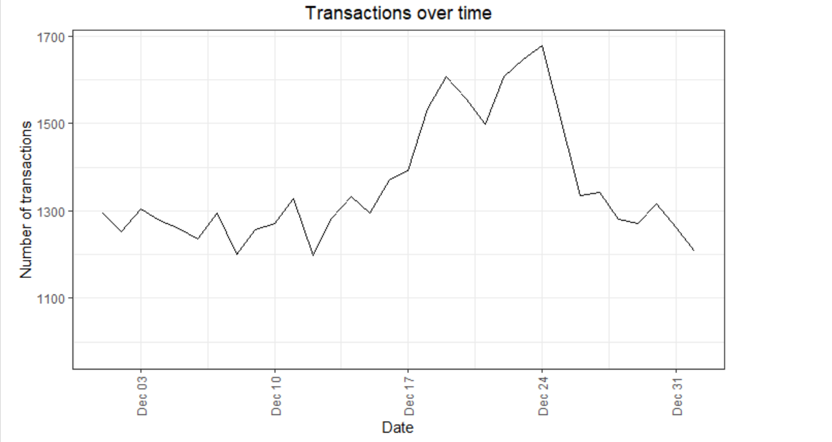 Transactions over time
1700
1500
1300
1100
Number of transactions
Dec 03
Dec 10
Dec 17
Dec 24
Dec 31
Date